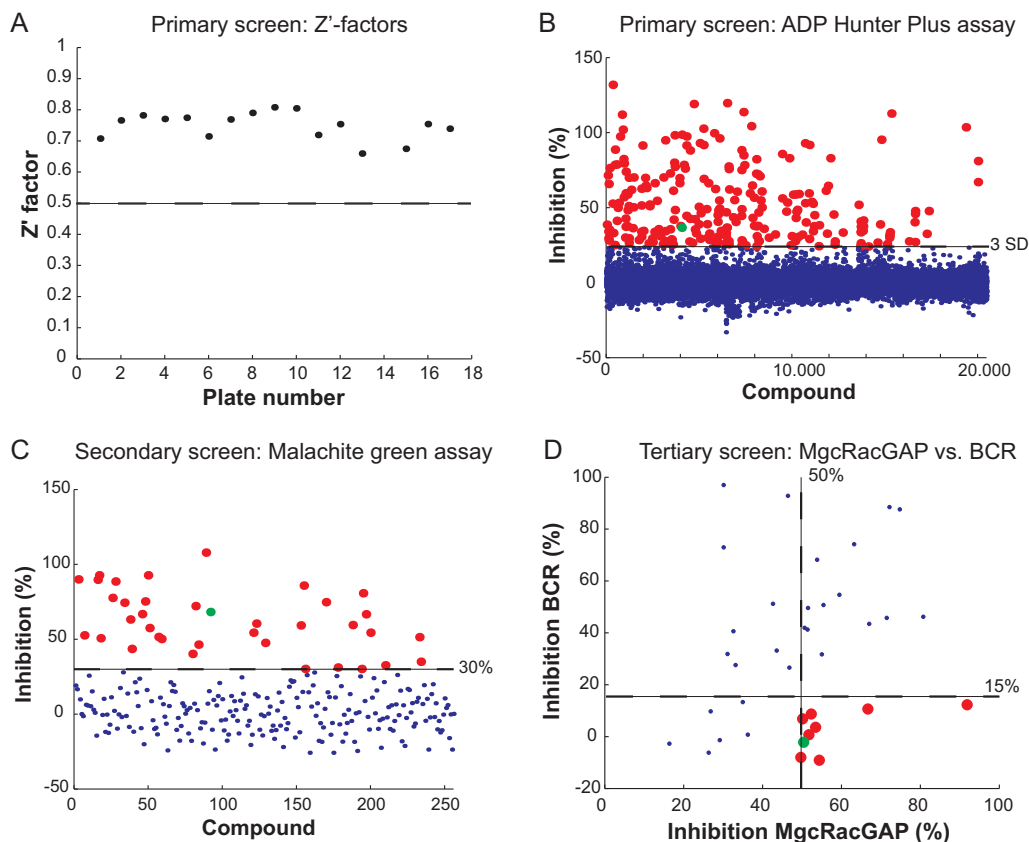 A
Primary screen: Z'-factors
1
0.9
0.8
0.7
0.6
0.5
0.4
0.3
0.2
0.1
0
Z' factor
0 2 4 6 8 10 12 14 16 18
Plate number
B
Primary screen: ADP Hunter Plus assay
150
100
50
0
-50
Inhibition (%)
3 SD
0 10.000 20.000
Compound
C
Secondary screen: Malachite green assay
150
100
50
0
-50
Inhibition (%)
30%
0 50 100 150 200 250
Compound
D
Tertiary screen: MgcRacGAP vs. BCR
100
80
60
40
20
0
-20
Inhibition BCR (%)
50%
15%
0 20 40 60 80 100
Inhibition MgcRacGAP (%)